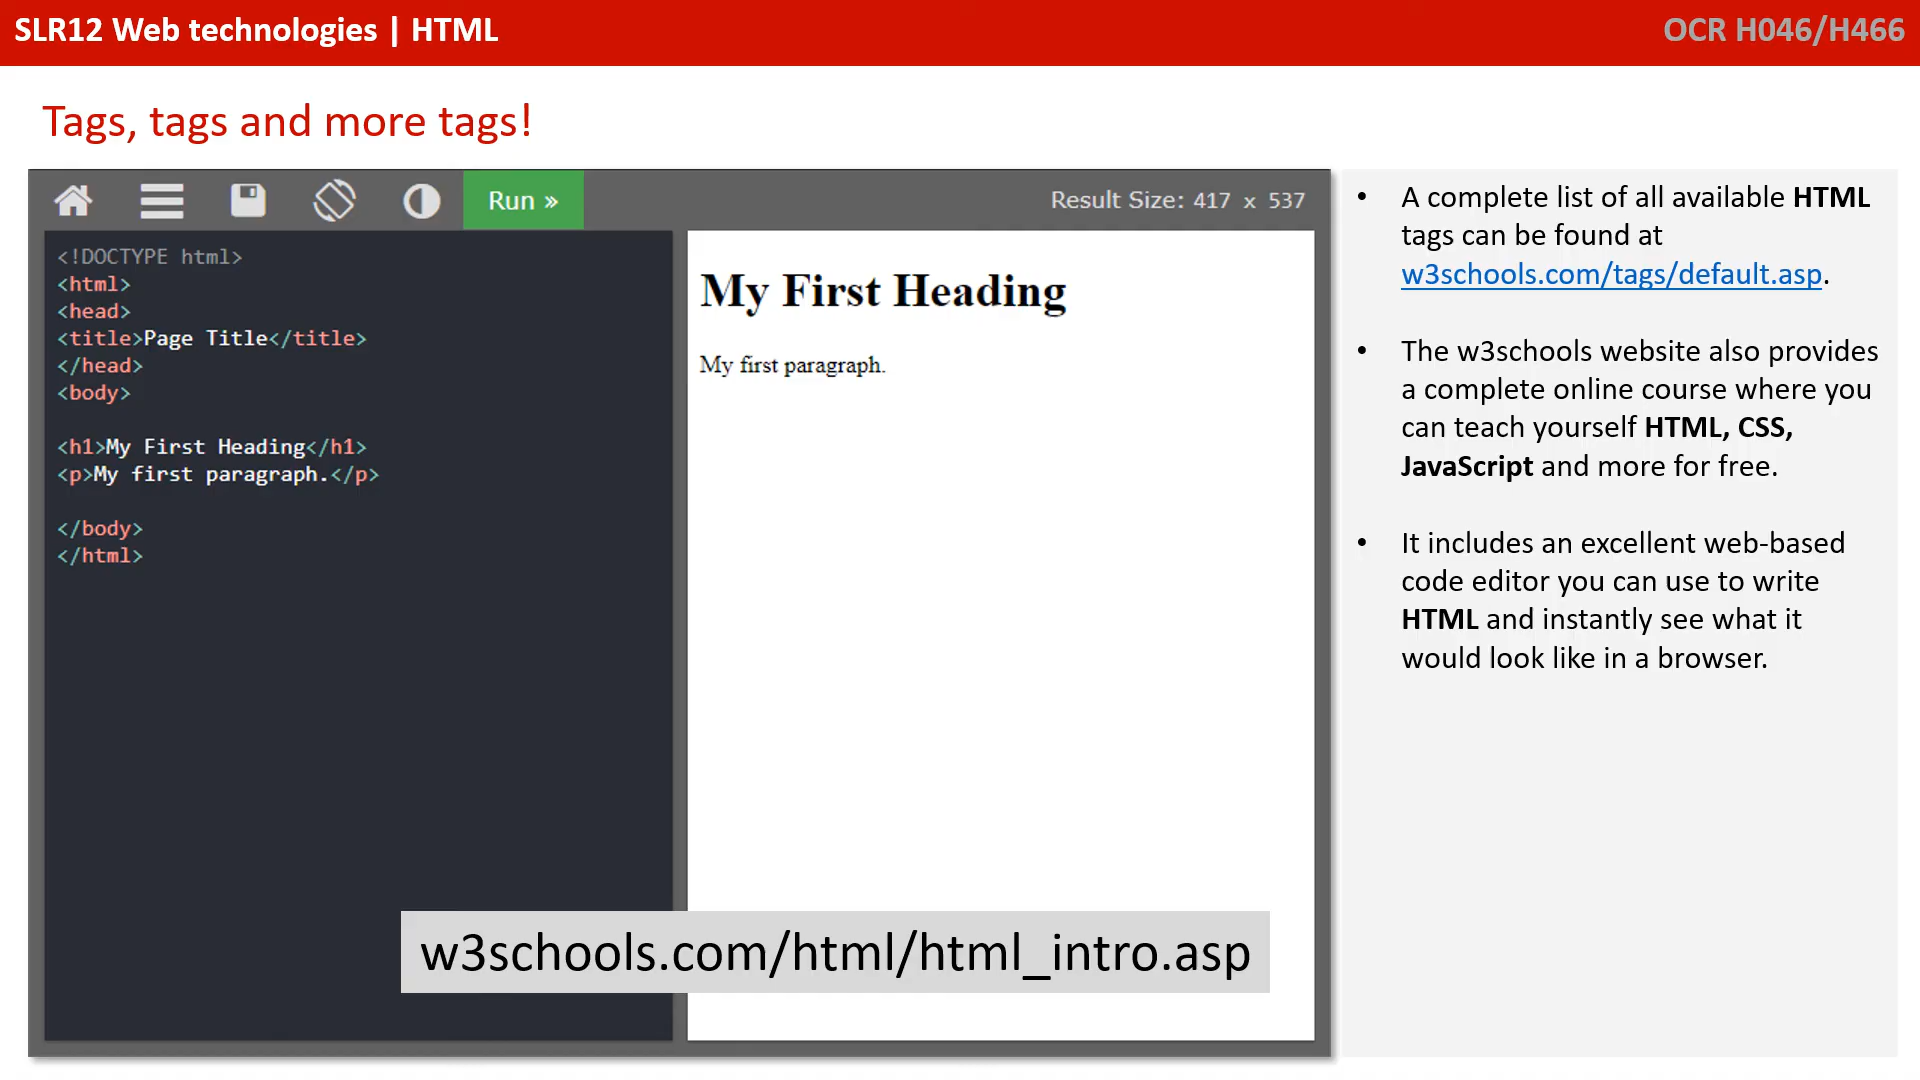 SLR12 Web technologies | HTML
OCR H046/H466
Tags, tags and more tags!
Run »
Result Size: 417 x 537
<!DOCTYPE html>
<html>
<head>
<title>Page Title</title>
</head>
<body>
<h1>My First Heading</h1>
<p>My first paragraph.</p>
</body>
</html>
My First Heading
My first paragraph.
w3schools.com/html/html_intro.asp
• A complete list of all available HTML
tags can be found at
w3schools.com/tags/default.asp.
• The w3schools website also provides
a complete online course where you
can teach yourself HTML, CSS,
JavaScript and more for free.
• It includes an excellent web-based
code editor you can use to write
HTML and instantly see what it
would look like in a browser.